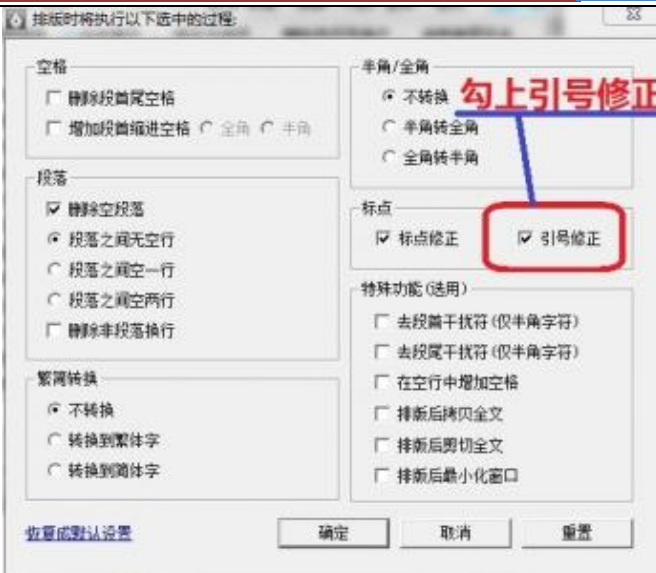 排版时将执行以下选中的过程:
空格
删除段首尾空格
增加段首缩进空格 全角 半角
段落
删除空段落
段落之间无空行
段落之间空一行
段落之间空两行
删除非段落换行
繁简转换
不转换
转换到繁体字
转换到简体字
半角/全角
不转换
半角转全角
全角转半角
勾上引号修正
标点
标点修正 引号修正
特殊功能(选用)
去段首干扰符(仅半角字符)
去段尾干扰符(仅半角字符)
在空行中增加空格
排版后拷贝全文
排版后剪切全文
排版后最小化窗口
恢复成默认设置 确定 取消 重置